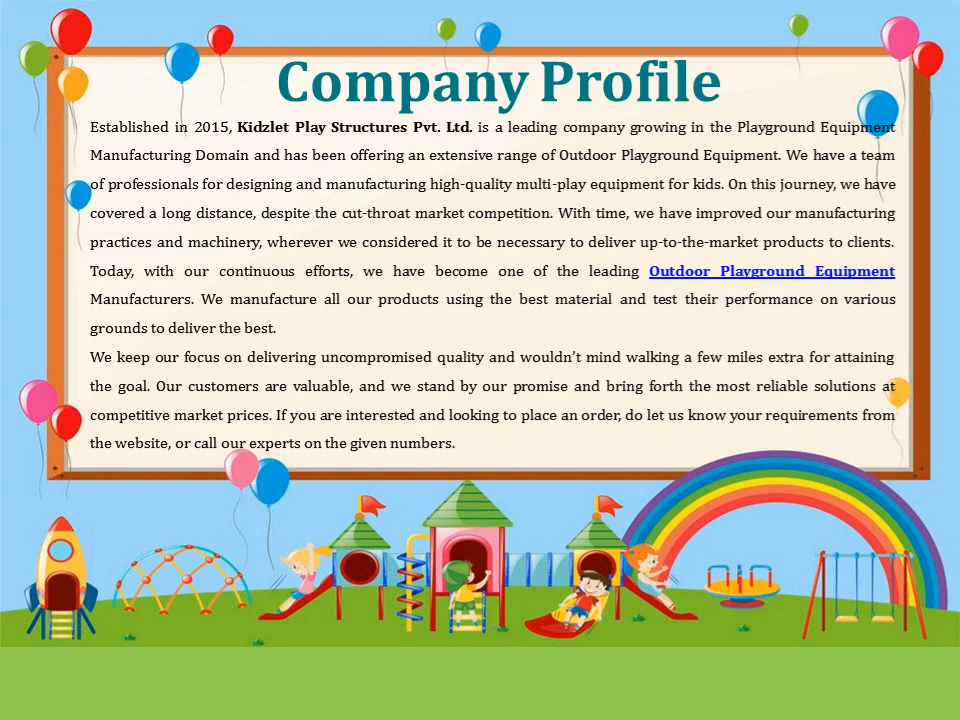 Company Profile
Established in 2015, Kidzlet Play Structures Pvt. Ltd. is a leading company growing in the Playground Equipment
Manufacturing Domain and has been offering an extensive range of Outdoor Playground Equipment. We have a team
of professionals for designing and manufacturing high-quality multi-play equipment for kids. On this journey, we have
covered a long distance, despite the cut-throat market competition. With time, we have improved our manufacturing
practices and machinery, wherever we considered it to be necessary to deliver up-to-the-market products to clients.
Today, with our continuous efforts, we have become one of the leading Outdoor Playground Equipment
Manufacturers. We manufacture all our products using the best material and test their performance on various
grounds to deliver the best.
We keep our focus on delivering uncompromised quality and wouldn’t mind walking a few miles extra for attaining
the goal. Our customers are valuable, and we stand by our promise and bring forth the most reliable solutions at
competitive market prices. If you are interested and looking to place an order, do let us know your requirements from
the website, or call our experts on the given numbers.